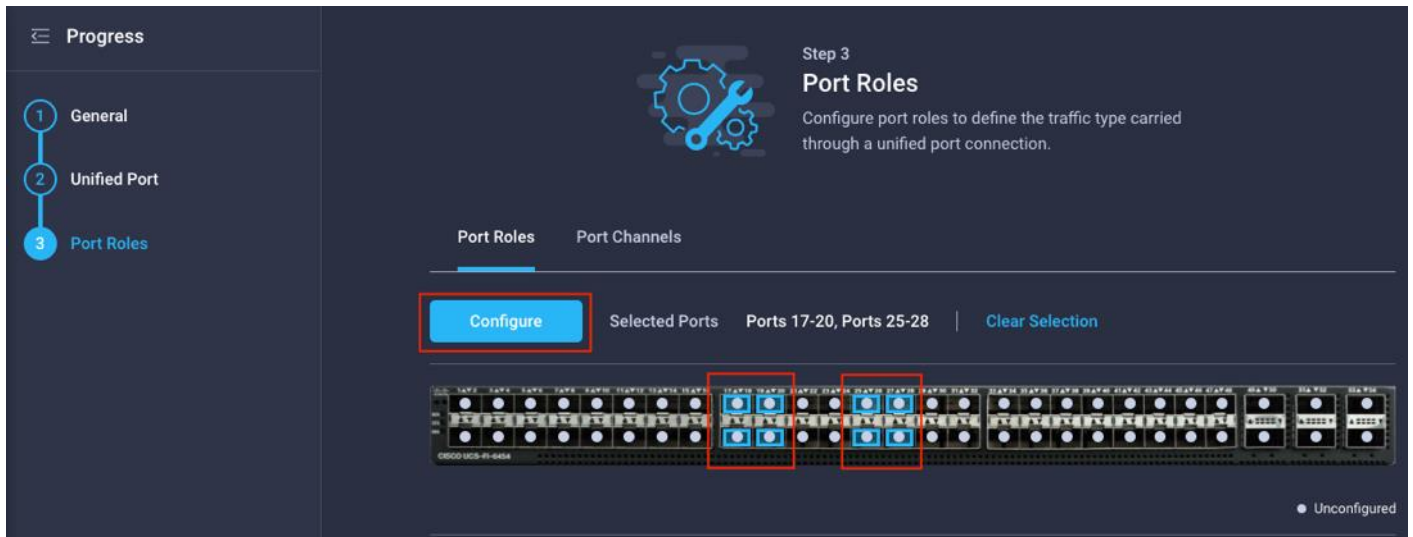 Progress
1 General
2 Unified Port
3 Port Roles
Step 3
Port Roles
Configure port roles to define the traffic type carried
through a unified port connection.
Port Roles Port Channels
Configure Selected Ports Ports 17-20, Ports 25-28 Clear Selection
CISCO UCS-FI-6454
Unconfigured